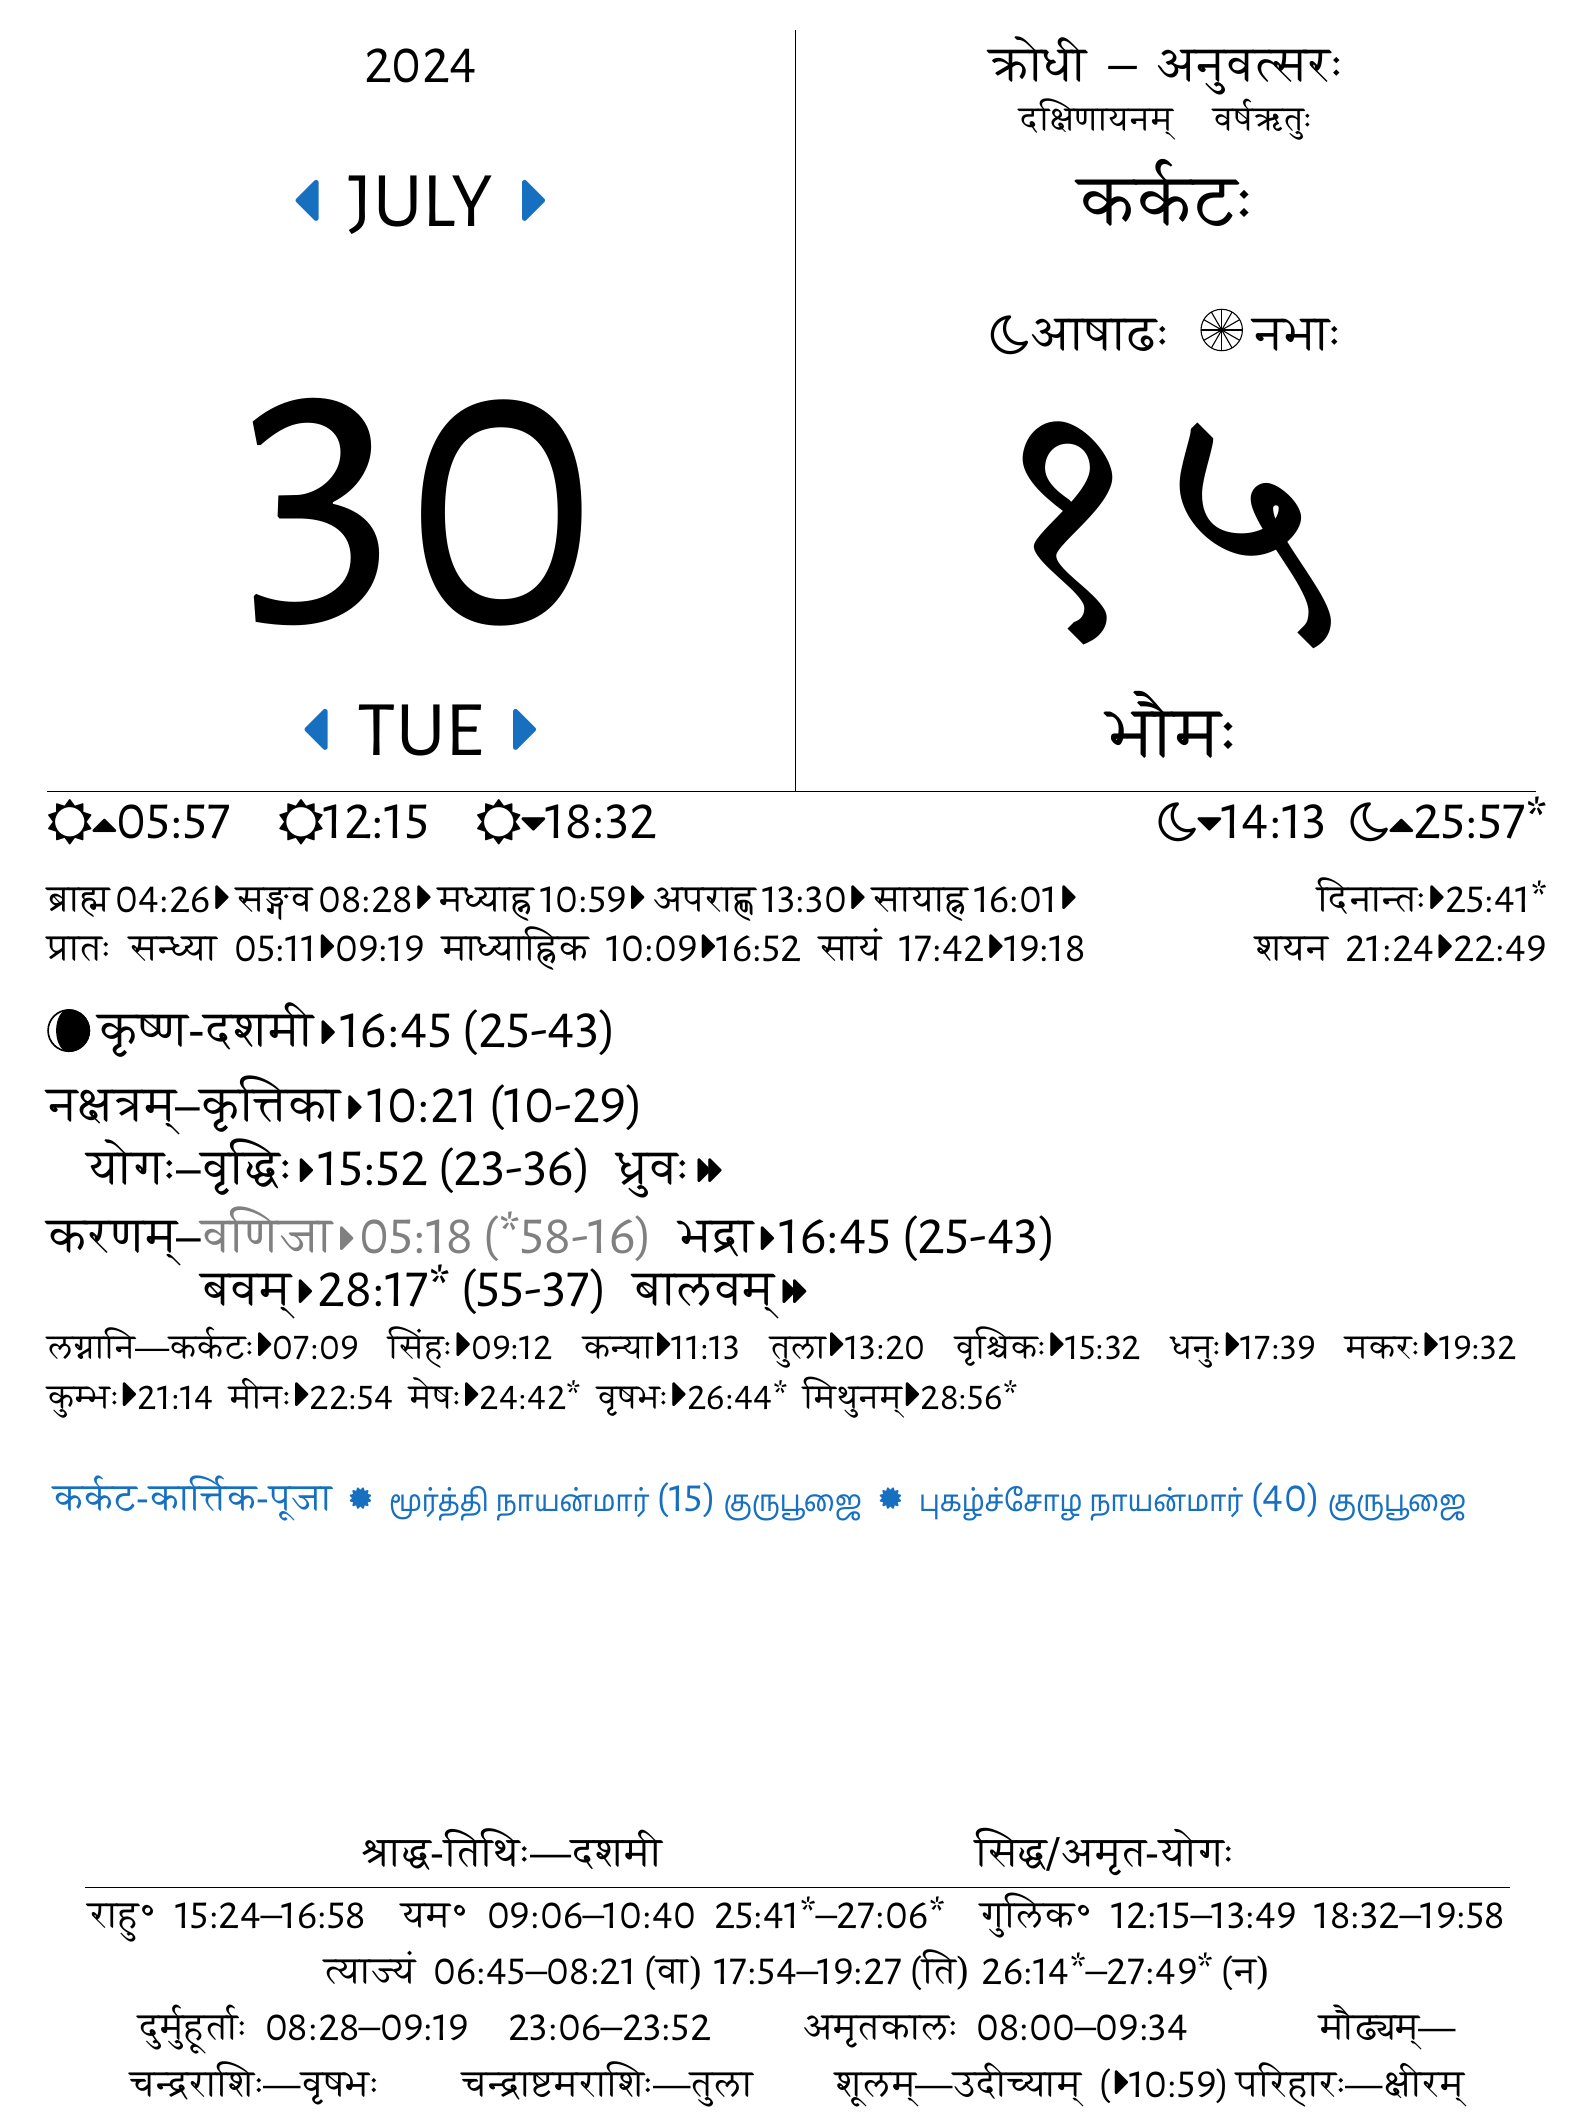 2024
JULY
30
TUE
क्रोधी – अनुवत्सरः
दक्षिणायनम् वर्षऋतुः
कर्कटः
आषाढः नभाः
१५
भौमः
05:57 12:15 18:32 14:13 25:57*
ब्राह्म 04:26 सङ्गव 08:28 मध्याह्न 10:59 अपराह्ण 13:30 सायाह्न 16:01 दिनान्तः 25:41*
प्रातः सन्ध्या 05:11 09:19 माध्याह्निक 10:09 16:52 सायं 17:42 19:18 शयन 21:24 22:49
कृष्ण-दशमी 16:45 (25-43)
नक्षत्रम्–कृत्तिका 10:21 (10-29)
योगः–वृद्धिः 15:52 (23-36) ध्रुवः
करणम्–वणिजा 05:18 (*58-16) भद्रा 16:45 (25-43)
बवम् 28:17* (55-37) बालवम्
लग्नानि—कर्कटः 07:09 सिंहः 09:12 कन्या 11:13 तुला 13:20 वृश्चिकः 15:32 धनुः 17:39 मकरः 19:32
कुम्भः 21:14 मीनः 22:54 मेषः 24:42* वृषभः 26:44* मिथुनम् 28:56*
कर्कट-कार्त्तिक-पूजा ✹ மூர்த்தி நாயன்மார் (15) குருபூஜை ✹ புகழ்ச்சோழ நாயன்மார் (40) குருபூஜை
श्राद्ध-तिथिः—दशमी सिद्ध/अमृत-योगः
राहु॰ 15:24–16:58 यम॰ 09:06–10:40 25:41*–27:06* गुलिक॰ 12:15–13:49 18:32–19:58
त्याज्यं 06:45–08:21 (वा) 17:54–19:27 (ति) 26:14*–27:49* (न)
दुर्मुहूर्ताः 08:28–09:19 23:06–23:52 अमृतकालः 08:00–09:34 मौढ्यम्—
चन्द्रराशिः—वृषभः चन्द्राष्टमराशिः—तुला शूलम्—उदीच्याम् (10:59) परिहारः—क्षीरम्